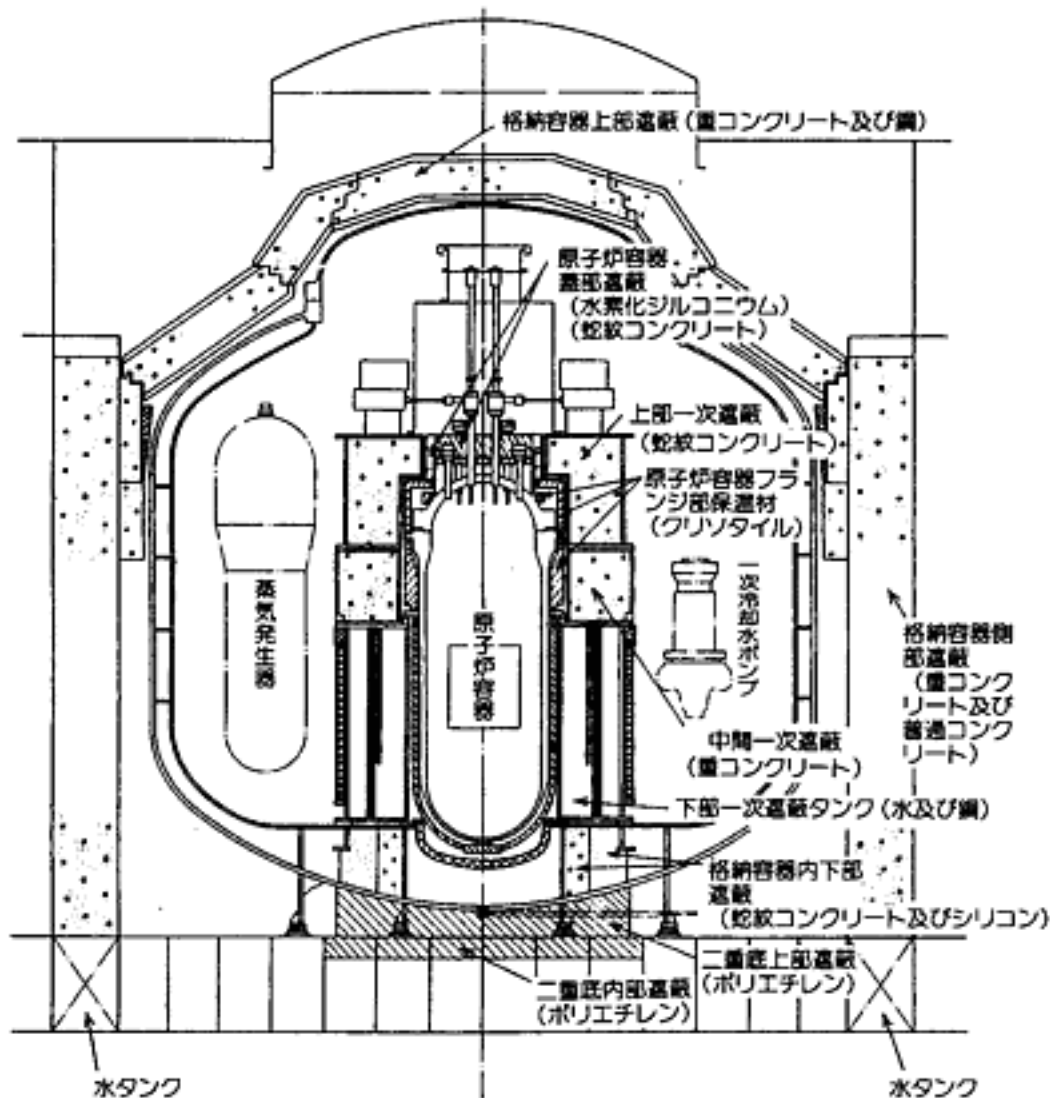 格納容器上部遮蔽(重コンクリート及び鋼)
原子炉容器
蓋部遮蔽
(水素化ジルコニウム)
(蛇紋コンクリート)
上部一次遮蔽
(蛇紋コンクリート)
原子炉容器フラ
ンジ部保温材
(クリソタイル)
蒸気発生器
原子炉容器
一次冷却水ポンプ
格納容器側
部遮蔽
(重コンク
リート及び
普通コンク
リート)
中間一次遮蔽
(重コンクリート)
下部一次遮蔽タンク(水及び鋼)
格納容器内下部
遮蔽
(蛇紋コンクリート及びシリコン)
二重底上部遮蔽
(ポリエチレン)
二重底内部遮蔽
(ポリエチレン)
水タンク
水タンク